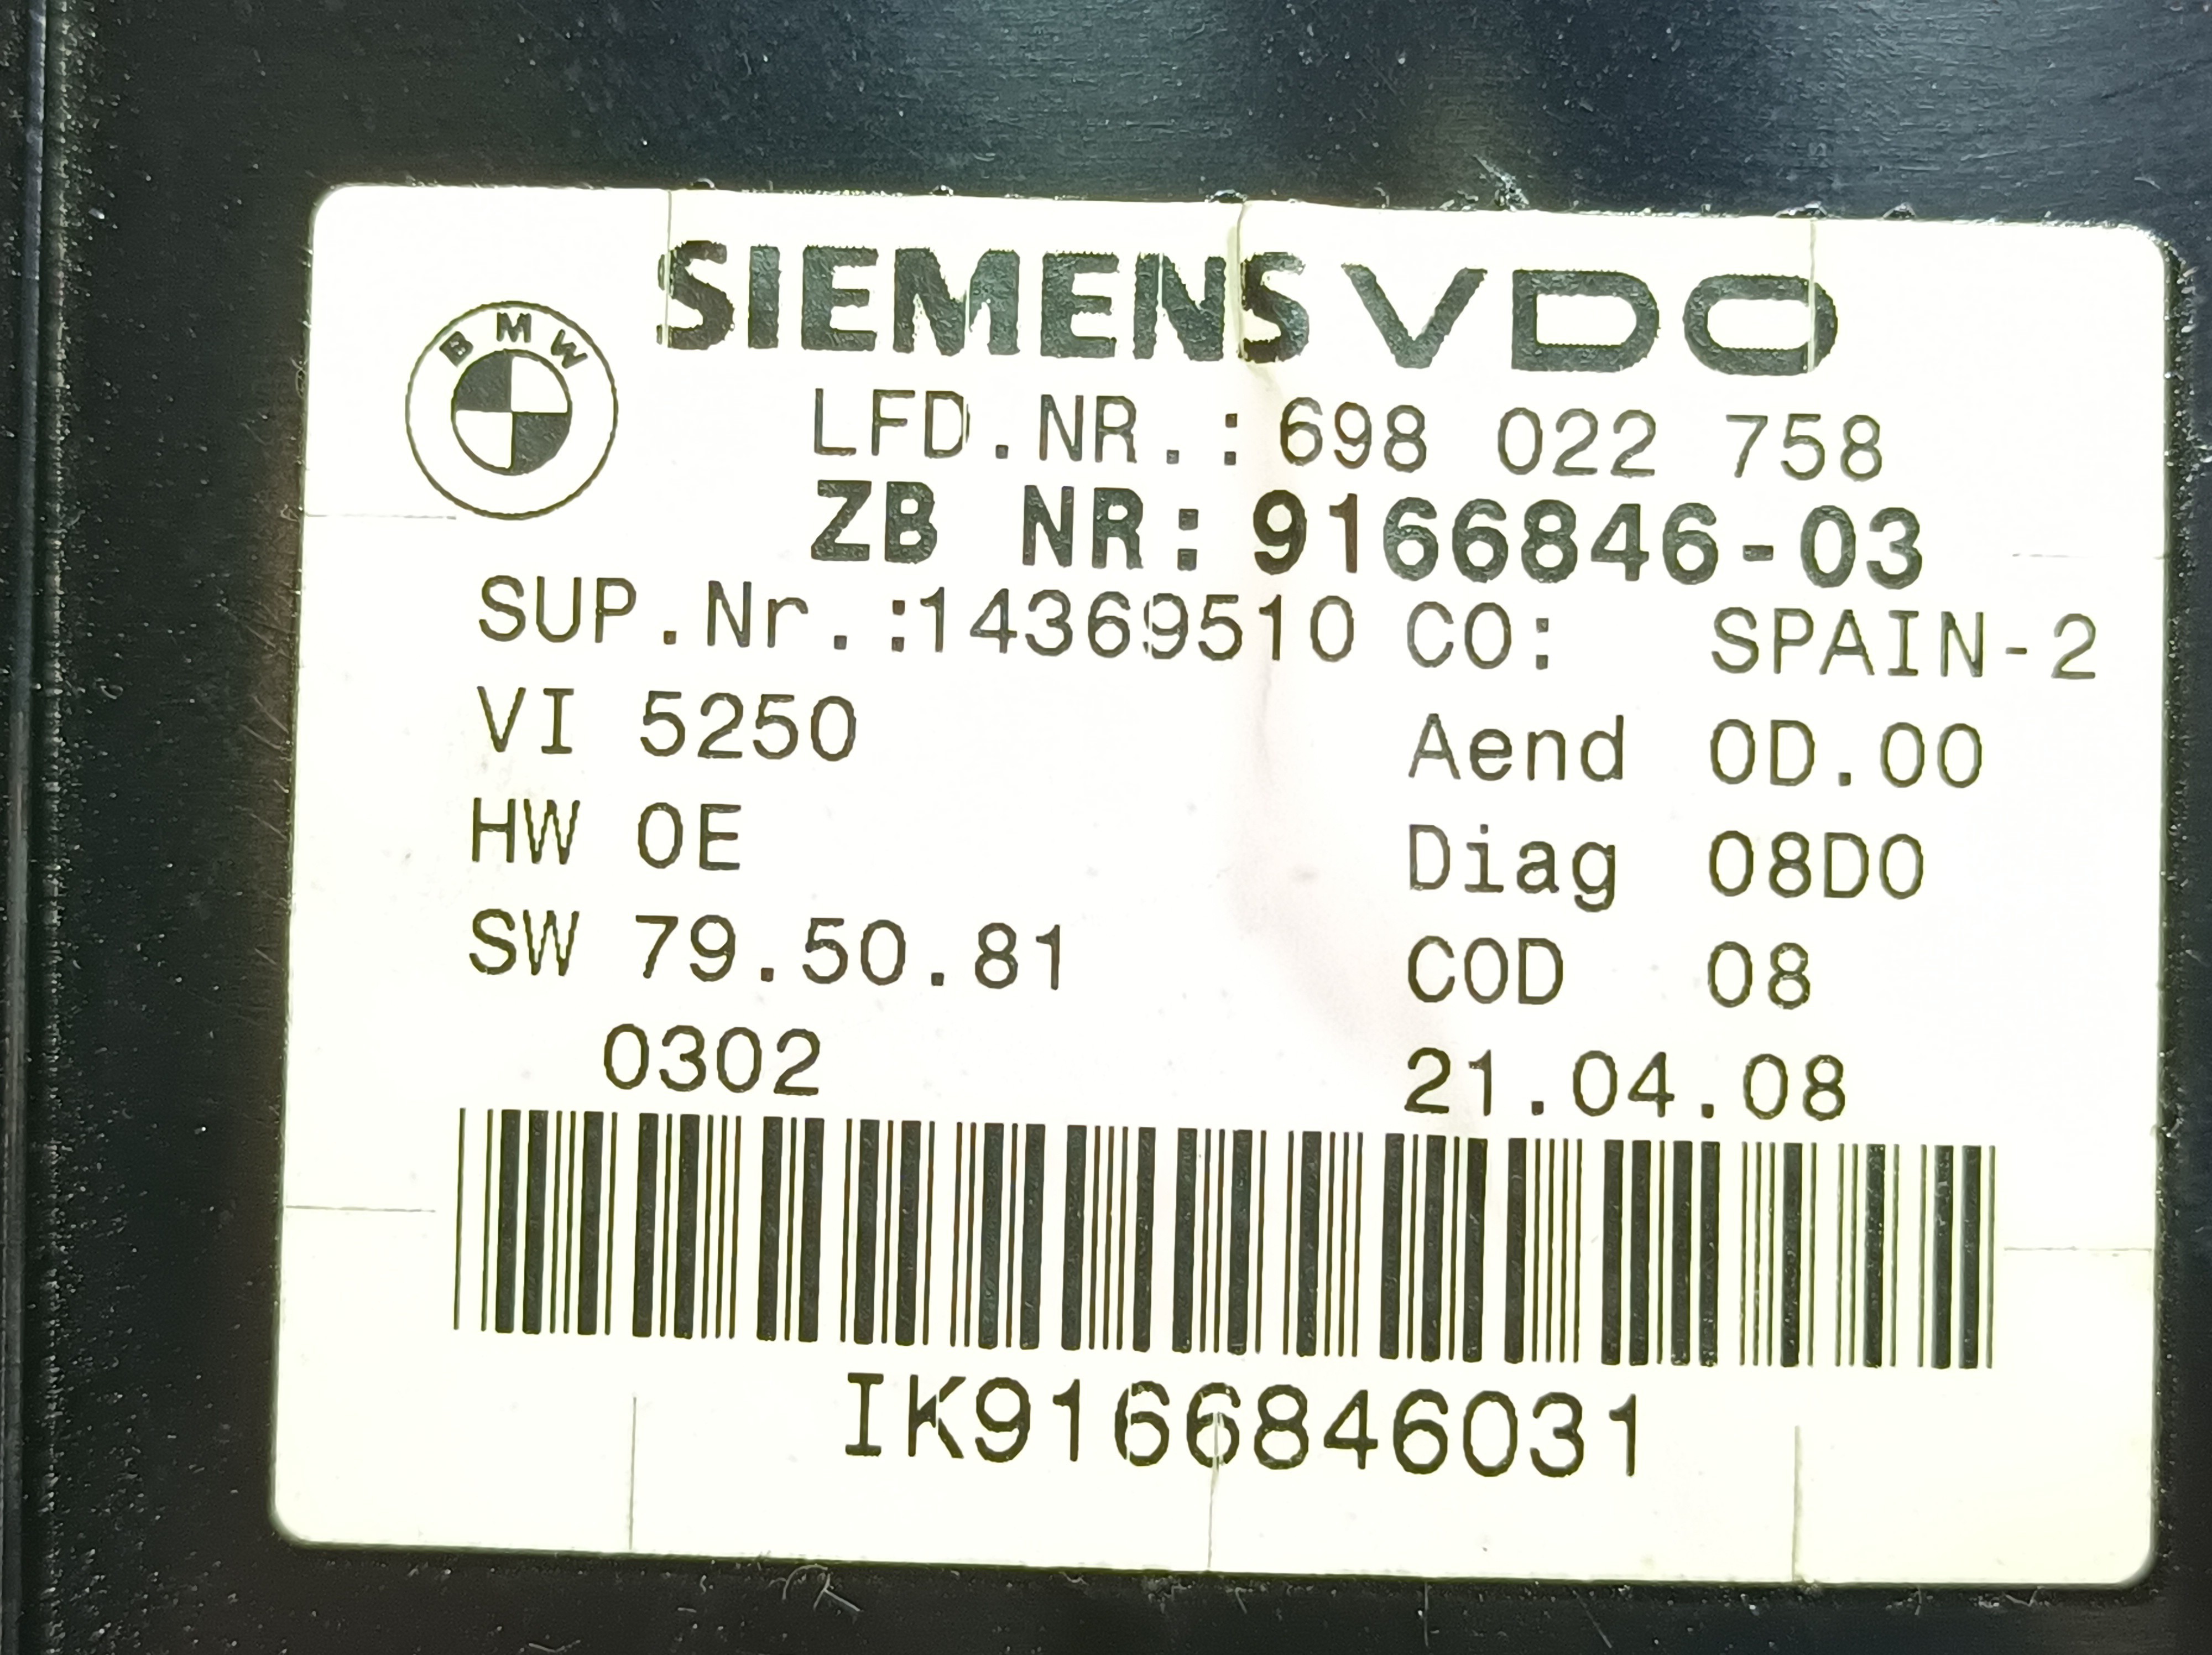 SIEMENS VDO
BMW
LFD.NR.:698 022 758
ZB NR:9166846-03
SUP.Nr.:14369510 CO: SPAIN-2
VI 5250 Aend 0D.00
HW 0E Diag 08D0
SW 79.50.81 COD 08
0302 21.04.08
IK9166846031